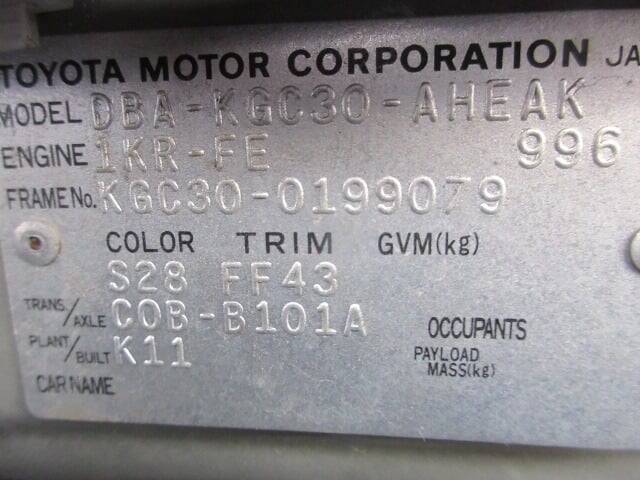 TOYOTA MOTOR CORPORATION JA
MODEL DBA-KGC30-AHEAK
ENGINE 1KR-FE 996
FRAME No. KGC30-0199079
COLOR TRIM GVM(kg)
S28 FF43
TRANS./AXLE C0B-B101A
OCCUPANTS
PLANT/BUILT K11
PAYLOAD
MASS(kg)
CAR NAME